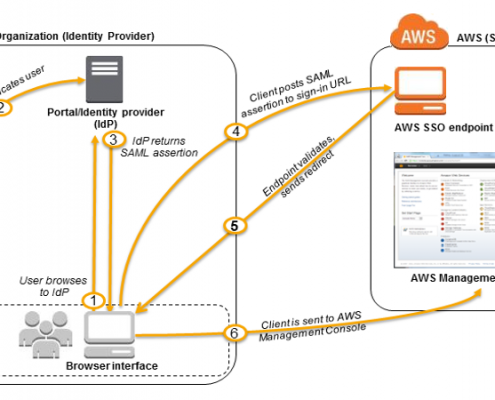 Organization (Identity Provider)
AWS
AWS (S
icates user
2
Portal/Identity provider
(IdP)
3
IdP returns
SAML assertion
4
Client posts SAML
assertion to sign-in URL
AWS SSO endpoint
Endpoint validates,
sends redirect
5
User browses
to IdP
1
AWS Manageme
6
Client is sent to AWS
Management Console
Browser interface